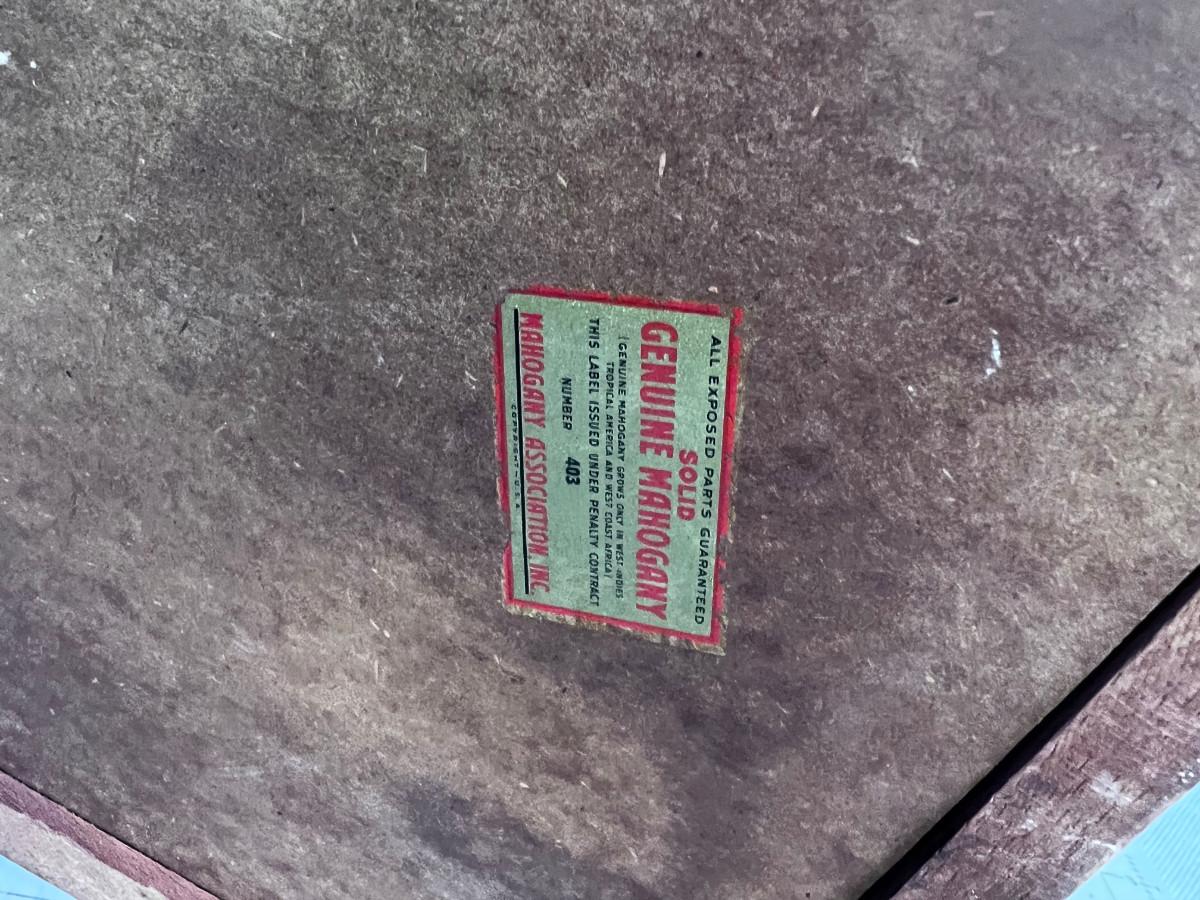 ALL EXPOSED PARTS GUARANTEED
SOLID
GENUINE MAHOGANY
(GENUINE MAHOGANY GROWS ONLY IN WEST INDIES
TROPICAL AMERICA AND WEST COAST AFRICA)
THIS LABEL ISSUED UNDER PENALTY CONTRACT
NUMBER 403
MAHOGANY ASSOCIATION, INC.
COPYRIGHT-U.S.A.